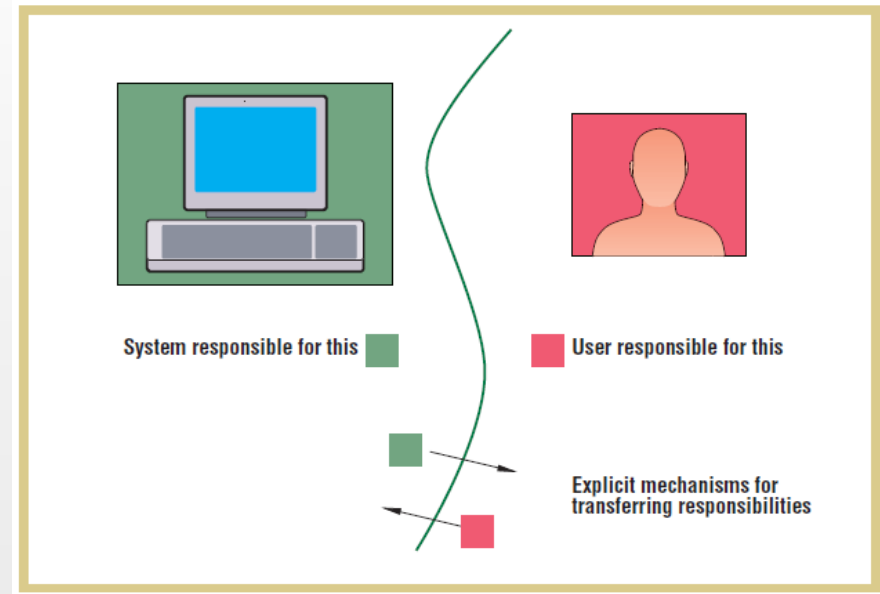 System responsible for this
User responsible for this
Explicit mechanisms for
transferring responsibilities